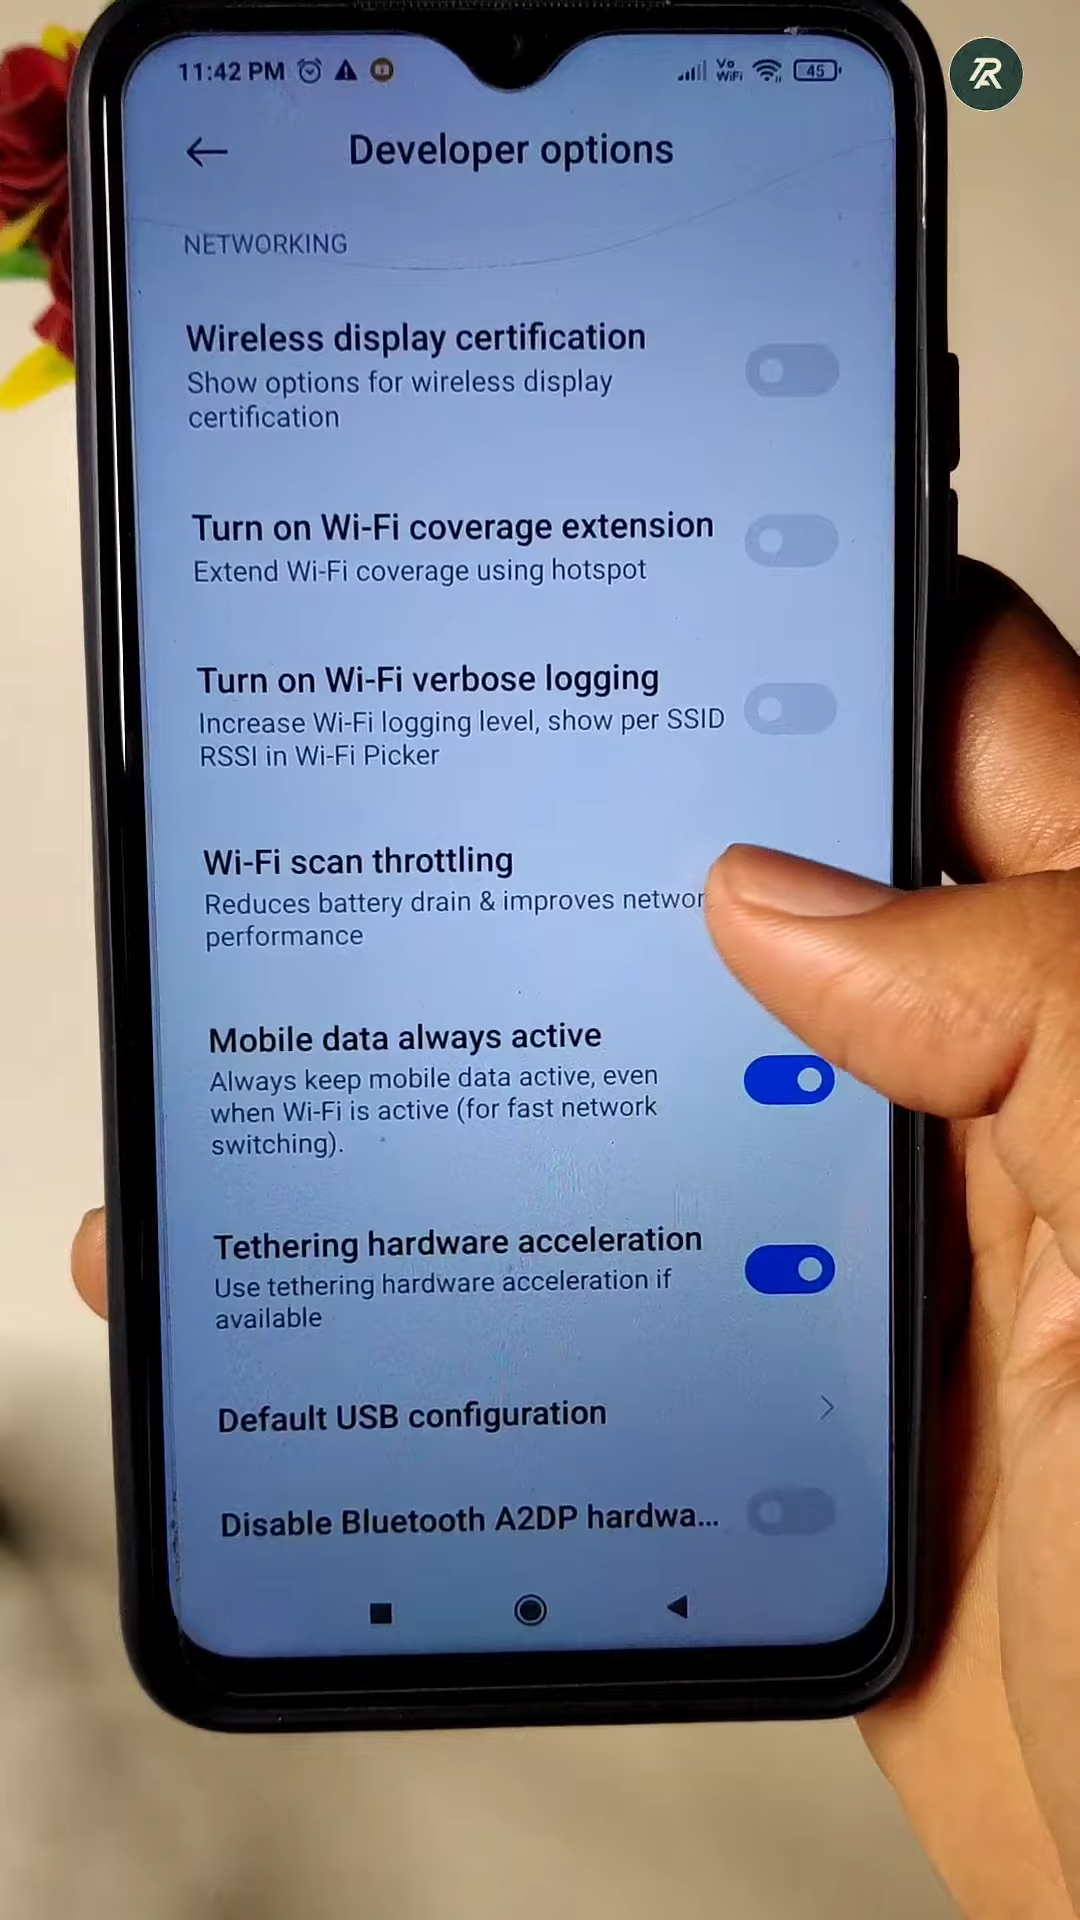 11:42 PM
Vo
WiFi
45
Developer options
NETWORKING
Wireless display certification
Show options for wireless display
certification
Turn on Wi-Fi coverage extension
Extend Wi-Fi coverage using hotspot
Turn on Wi-Fi verbose logging
Increase Wi-Fi logging level, show per SSID
RSSI in Wi-Fi Picker
Wi-Fi scan throttling
Reduces battery drain & improves networ
performance
Mobile data always active
Always keep mobile data active, even
when Wi-Fi is active (for fast network
switching).
Tethering hardware acceleration
Use tethering hardware acceleration if
available
Default USB configuration
Disable Bluetooth A2DP hardwa...